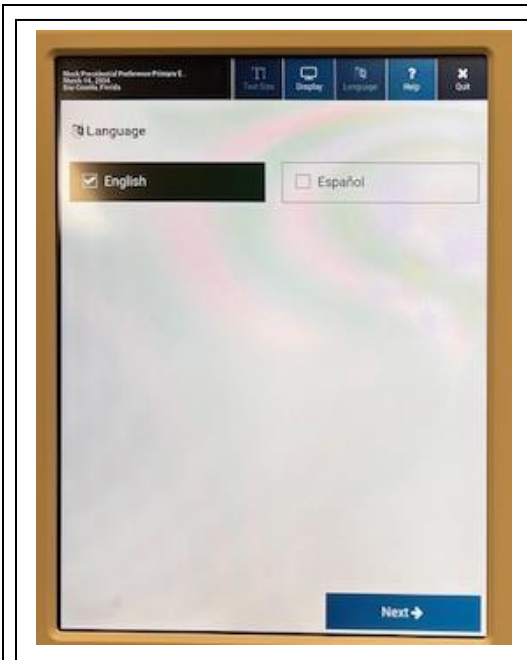 Mock Presidential Preference Primary E..
March 14, 2024
Bay County, Florida
Text Size
Display
Language
Help
Quit
Language
English
Español
Next